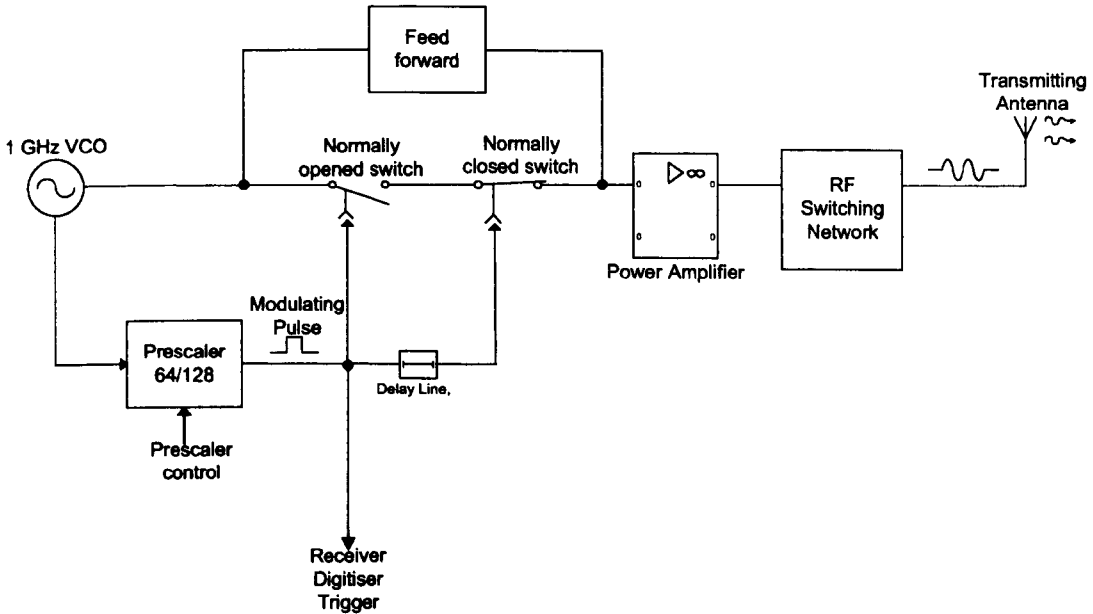 Feed
forward
Transmitting
Antenna
1 GHz VCO
Normally
opened switch
Normally
closed switch
RF
Switching
Network
Power Amplifier
Modulating
Pulse
Prescaler
64/128
Delay Line,
Prescaler
control
Receiver
Digitiser
Trigger